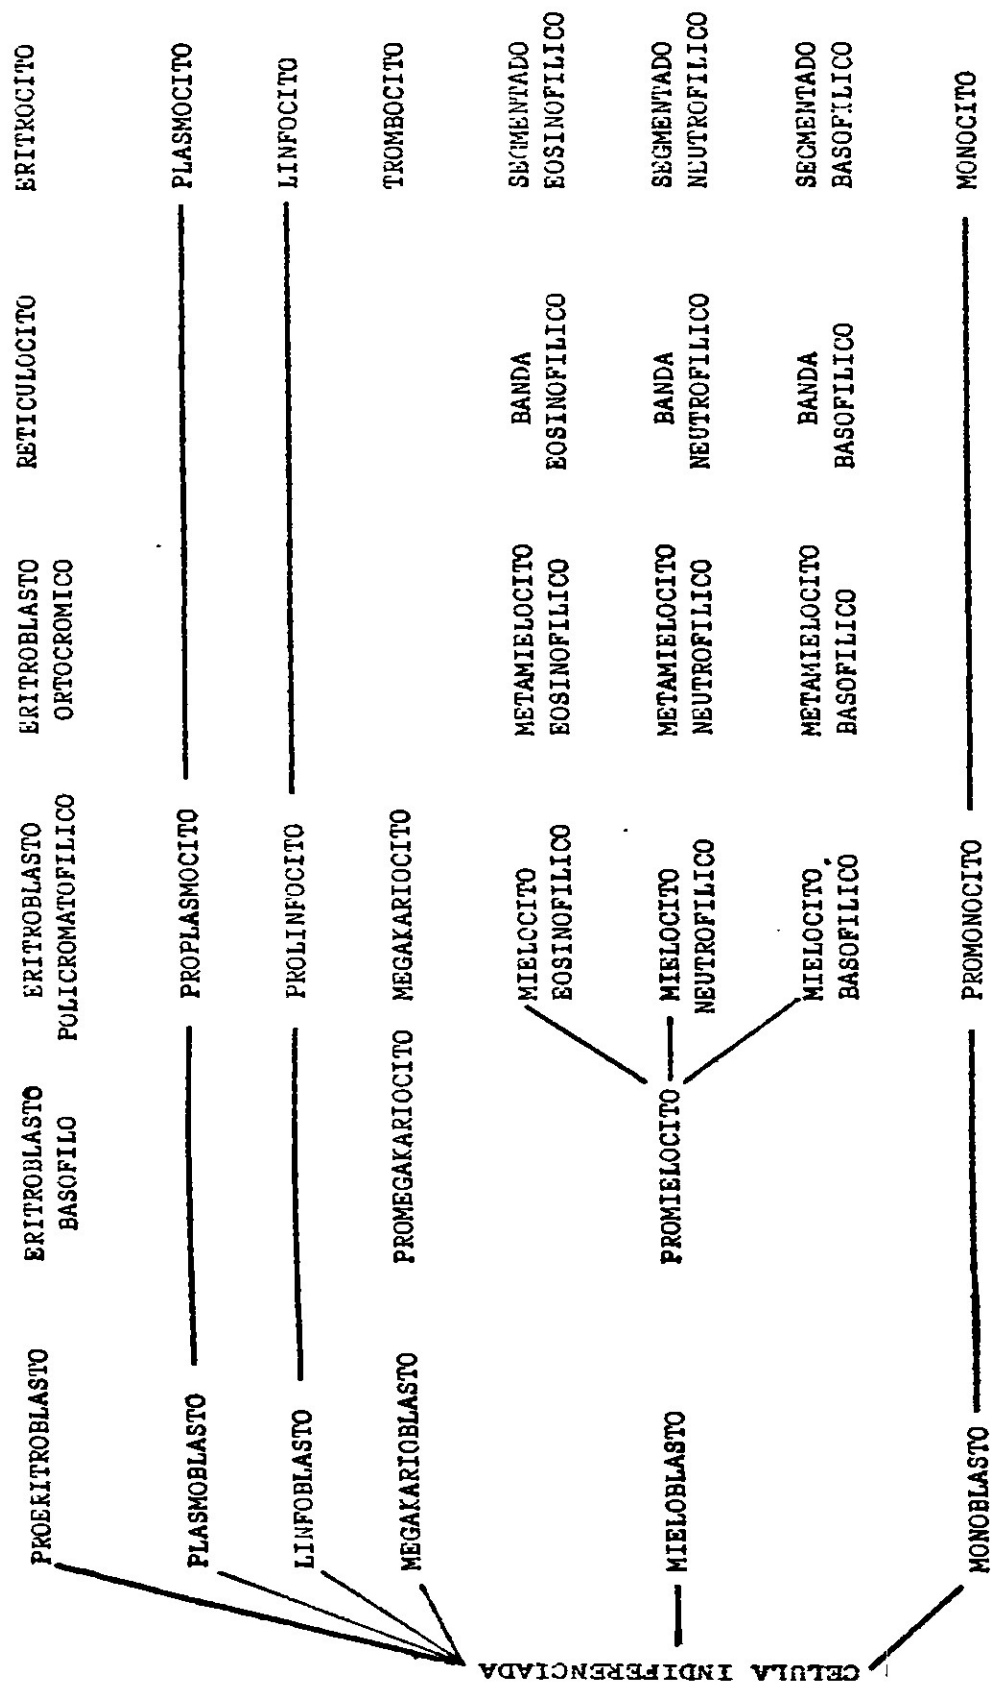 CELULA INDIFERENCIADA
PROERITROBLASTO
ERITROBLASTO
BASOFILO
ERITROBLASTO
POLICROMATOFILICO
ERITROBLASTO
ORTOCROMICO
RETICULOCITO
ERITROCITO
PLASMOBLASTO
PROPLASMOCITO
PLASMOCITO
LINFOBLASTO
PROLINFOCITO
LINFOCITO
MEGAKARIOBLASTO
PROMEGAKARIOCITO
MEGAKARIOCITO
TROMBOCITO
MIELOBLASTO
PROMIELOCITO
MIELOCITO
EOSINOFILICO
METAMIELOCITO
EOSINOFILICO
BANDA
EOSINOFILICO
SEGMENTADO
EOSINOFILICO
MIELOCITO
NEUTROFILICO
METAMIELOCITO
NEUTROFILICO
BANDA
NEUTROFILICO
SEGMENTADO
NEUTROFILICO
MIELOCITO
BASOFILICO
METAMIELOCITO
BASOFILICO
BANDA
BASOFILICO
SEGMENTADO
BASOFILICO
MONOBLASTO
PROMONOCITO
MONOCITO